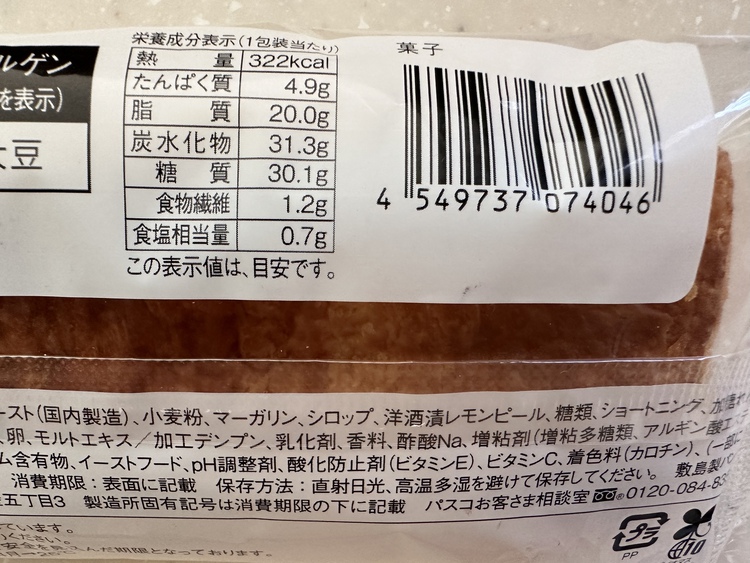 栄養成分表示(1包装当たり)
熱量 322kcal
たんぱく質 4.9g
脂質 20.0g
炭水化物 31.3g
糖質 30.1g
食物繊維 1.2g
食塩相当量 0.7g
この表示値は、目安です。
菓子
4 549737 074046
ルゲン
を表示)
大豆
ースト(国内製造)、小麦粉、マーガリン、シロップ、洋酒漬レモンピール、糖類、ショートニング、加
、卵、モルトエキス/加工デンプン、乳化剤、香料、酢酸Na、増粘剤(増粘多糖類、アルギン酸エ
ム含有物、イーストフード、pH調整剤、酸化防止剤(ビタミンE)、ビタミンC、着色料(カロチン)、(一部に
消費期限:表面に記載 保存方法:直射日光、高温多湿を避けて保存してください。 敷島製パ
五丁目3 製造所固有記号は消費期限の下に記載 パスコお客さま相談室 0120-084-83
ています。
ください。
プラ
PP
10